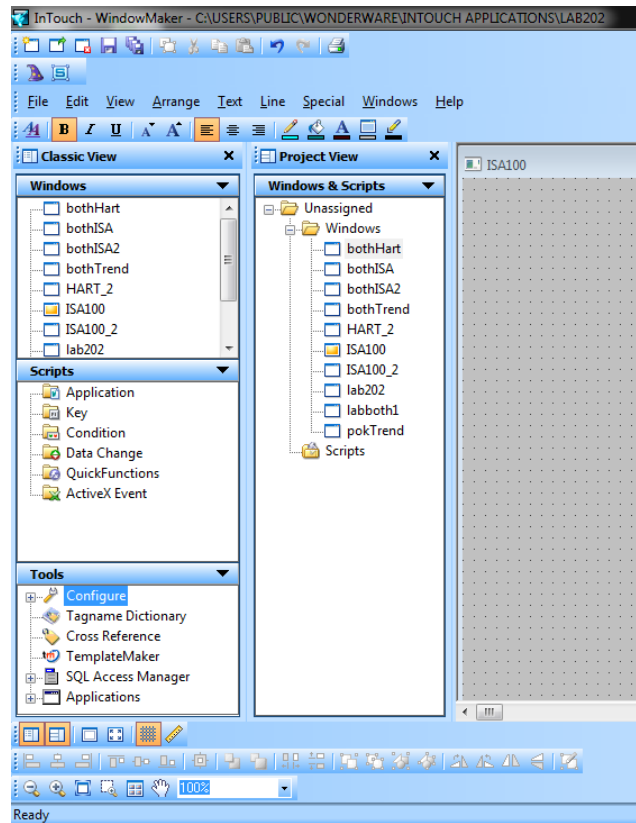 InTouch - WindowMaker - C:\USERS\PUBLIC\WONDERWARE\INTOUCH APPLICATIONS\LAB202
File Edit View Arrange Text Line Special Windows Help
B I U A A A
Classic View
Windows
bothHart
bothISA
bothISA2
bothTrend
HART_2
ISA100
ISA100_2
lab202
Scripts
Application
Key
Condition
Data Change
QuickFunctions
ActiveX Event
Tools
Configure
Tagname Dictionary
Cross Reference
TemplateMaker
SQL Access Manager
Applications
Project View
Windows & Scripts
Unassigned
Windows
bothHart
bothISA
bothISA2
bothTrend
HART_2
ISA100
ISA100_2
lab202
labboth1
pokTrend
Scripts
ISA100
100%
Ready